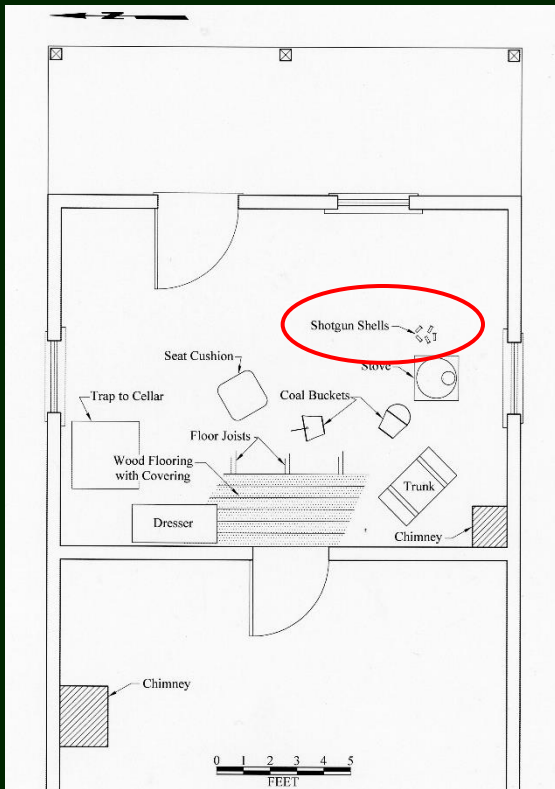 N
Shotgun Shells
Stove
Seat Cushion
Trap to Cellar
Coal Buckets
Floor Joists
Wood Flooring
with Covering
Trunk
Dresser
Chimney
Chimney
0 1 2 3 4 5
FEET